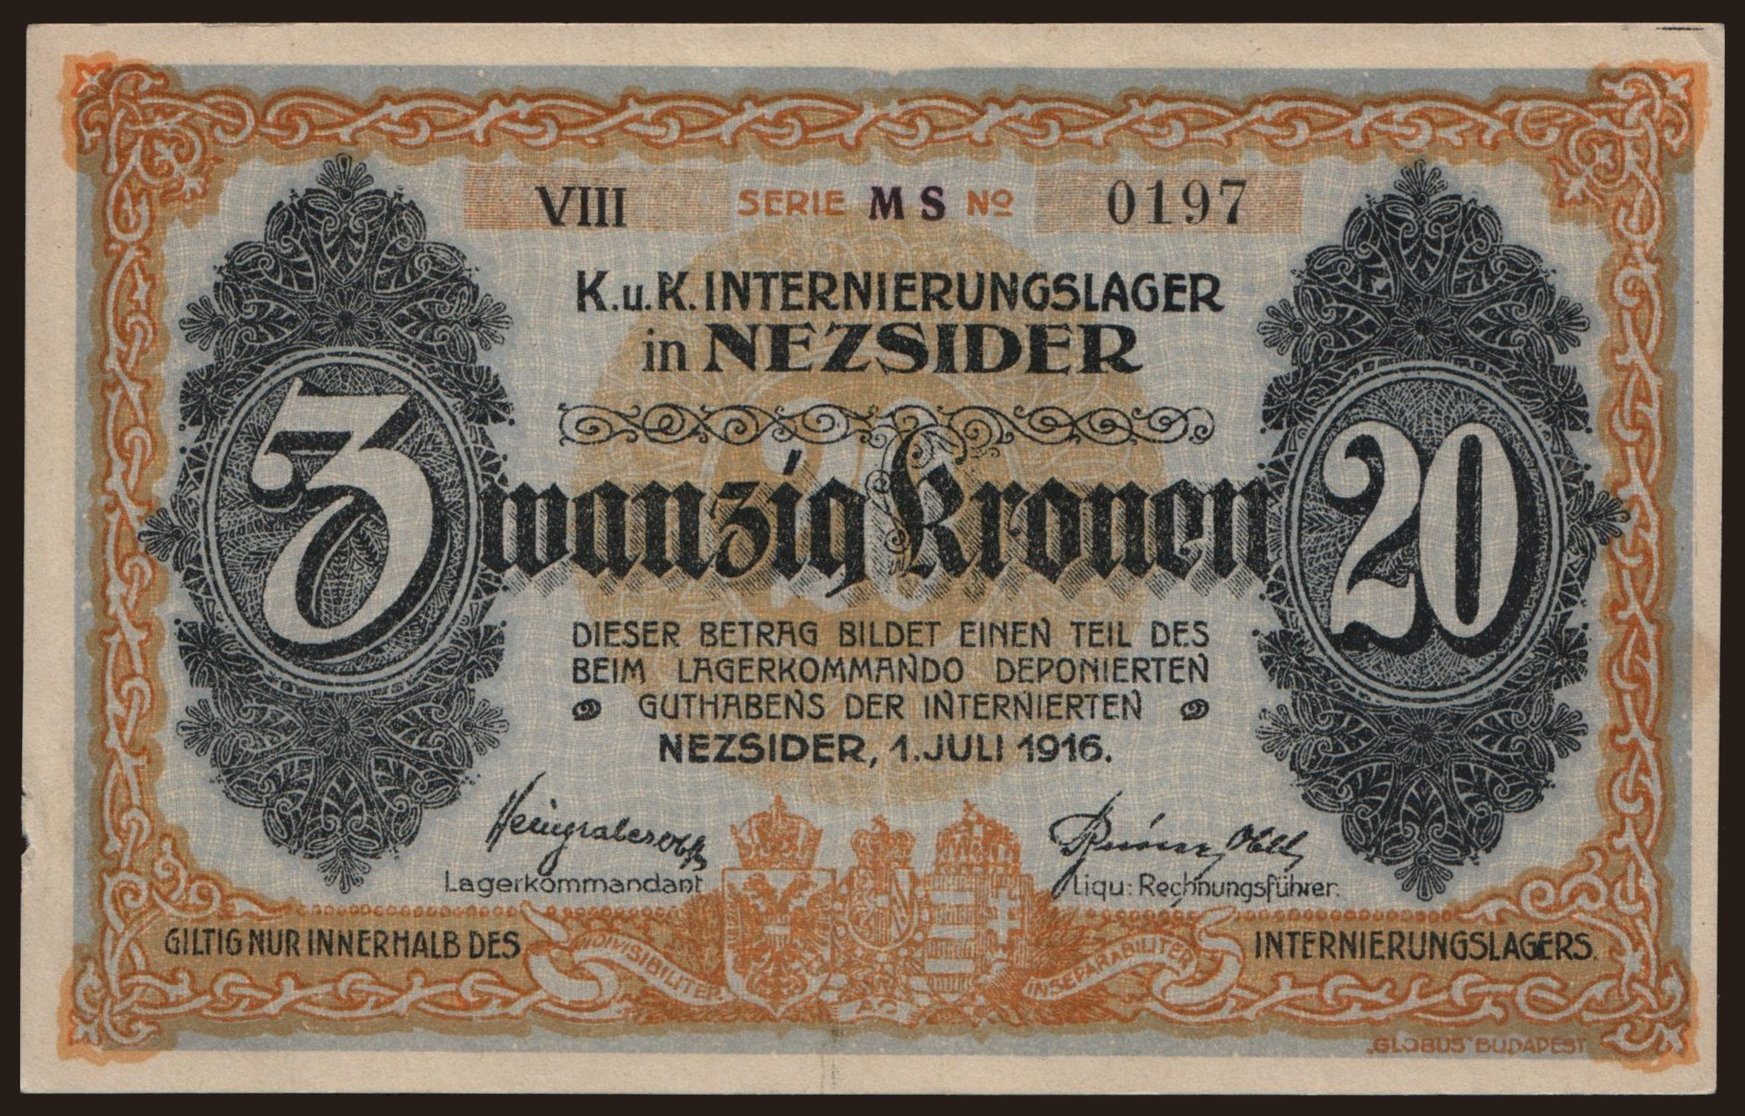 VIII SERIE MS No 0197
K.u.K. INTERNIERUNGSLAGER
in NEZSIDER
Zwanzig Kronen
20
DIESER BETRAG BILDET EINEN TEIL DES
BEIM LAGERKOMMANDO DEPONIERTEN
GUTHABENS DER INTERNIERTEN
NEZSIDER, 1. JULI 1916.
Lagerkommandant
Liqu: Rechnungsführer.
GILTIG NUR INNERHALB DES INTERNIERUNGSLAGERS.
INDIVISIBILITER INSEPARABILITER
"GLOBUS" BUDAPEST